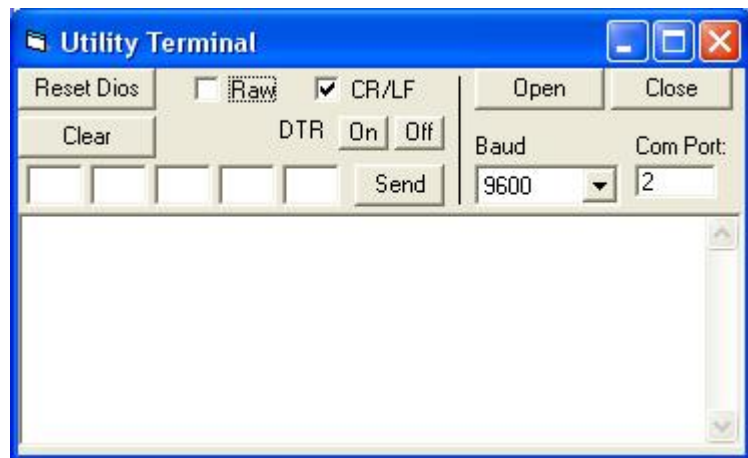 Utility Terminal
Reset Dios Raw CR/LF Open Close
Clear DTR On Off
Baud Com Port:
Send 9600 2